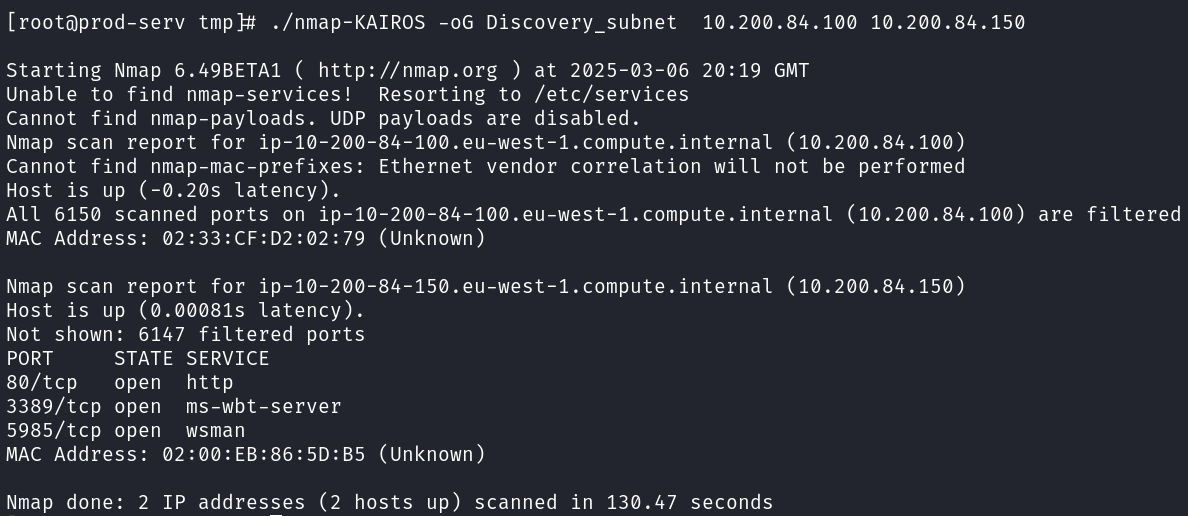 [root@prod-serv tmp]# ./nmap-KAIROS -oG Discovery_subnet  10.200.84.100 10.200.84.150
Starting Nmap 6.49BETA1 ( http://nmap.org ) at 2025-03-06 20:19 GMT
Unable to find nmap-services!  Resorting to /etc/services
Cannot find nmap-payloads. UDP payloads are disabled.
Nmap scan report for ip-10-200-84-100.eu-west-1.compute.internal (10.200.84.100)
Cannot find nmap-mac-prefixes: Ethernet vendor correlation will not be performed
Host is up (-0.20s latency).
All 6150 scanned ports on ip-10-200-84-100.eu-west-1.compute.internal (10.200.84.100) are filtered
MAC Address: 02:33:CF:D2:02:79 (Unknown)
Nmap scan report for ip-10-200-84-150.eu-west-1.compute.internal (10.200.84.150)
Host is up (0.00081s latency).
Not shown: 6147 filtered ports
PORT     STATE SERVICE
80/tcp   open  http
3389/tcp open  ms-wbt-server
5985/tcp open  wsman
MAC Address: 02:00:EB:86:5D:B5 (Unknown)
Nmap done: 2 IP addresses (2 hosts up) scanned in 130.47 seconds